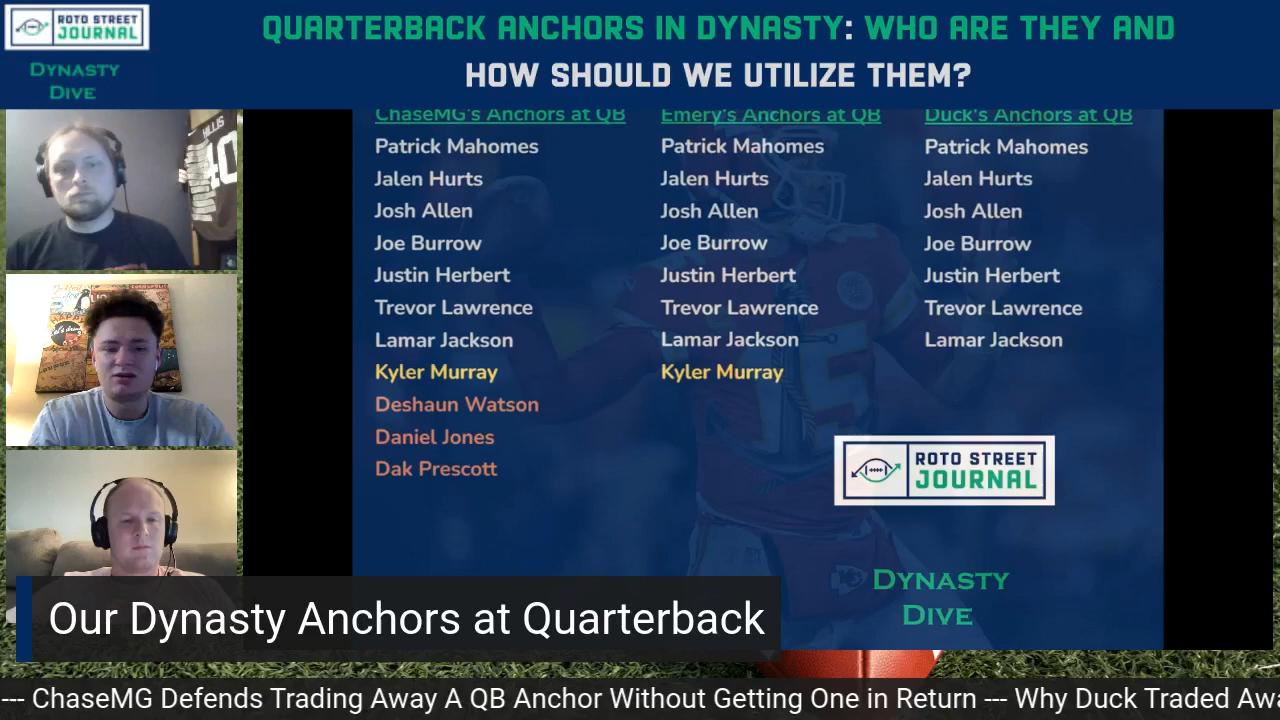 ROTO STREET
JOURNAL
DYNASTY
DIVE
QUARTERBACK ANCHORS IN DYNASTY: WHO ARE THEY AND
HOW SHOULD WE UTILIZE THEM?
HILLIS
40
ChaseMG's Anchors at QB
Patrick Mahomes
Jalen Hurts
Josh Allen
Joe Burrow
Justin Herbert
Trevor Lawrence
Lamar Jackson
Kyler Murray
Deshaun Watson
Daniel Jones
Dak Prescott
Emery's Anchors at QB
Patrick Mahomes
Jalen Hurts
Josh Allen
Joe Burrow
Justin Herbert
Trevor Lawrence
Lamar Jackson
Kyler Murray
Duck's Anchors at QB
Patrick Mahomes
Jalen Hurts
Josh Allen
Joe Burrow
Justin Herbert
Trevor Lawrence
Lamar Jackson
ROTO STREET
JOURNAL
DYNASTY
DIVE
Our Dynasty Anchors at Quarterback
--- ChaseMG Defends Trading Away A QB Anchor Without Getting One in Return --- Why Duck Traded Awa